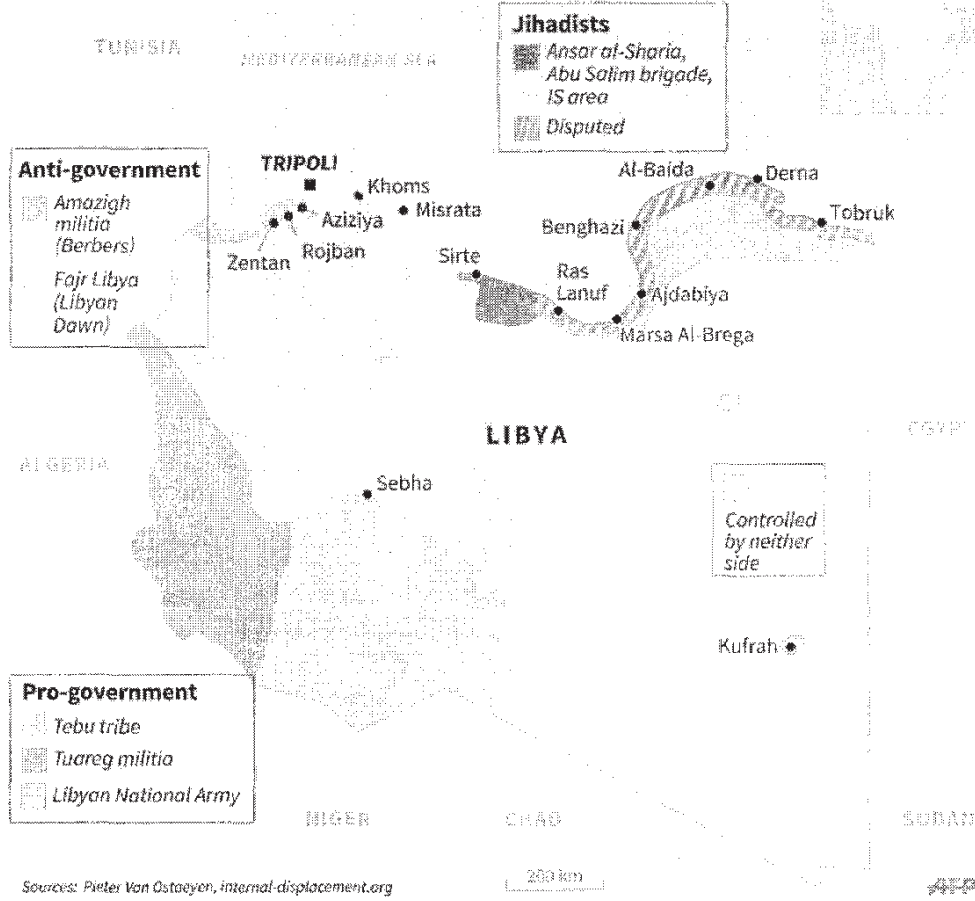 TUNISIA
MEDITERRANEAN SEA
Jihadists
Ansar al-Sharia,
Abu Salim brigade,
IS area
Disputed
Anti-government
Amazigh
militia
(Berbers)
Fajr Libya
(Libyan
Dawn)
TRIPOLI
Khoms
Misrata
Aziziya
Rojban
Zentan
Sirte
Ras
Lanuf
Al-Baida
Derna
Benghazi
Tobruk
Ajdabiya
Marsa Al-Brega
LIBYA
EGYPT
ALGERIA
Sebha
Controlled
by neither
side
Kufrah
Pro-government
Tebu tribe
Tuareg militia
Libyan National Army
NIGER
CHAD
SUDAN
Sources: Pieter Van Ostaeyen, internal-displacement.org
200 km
AFP